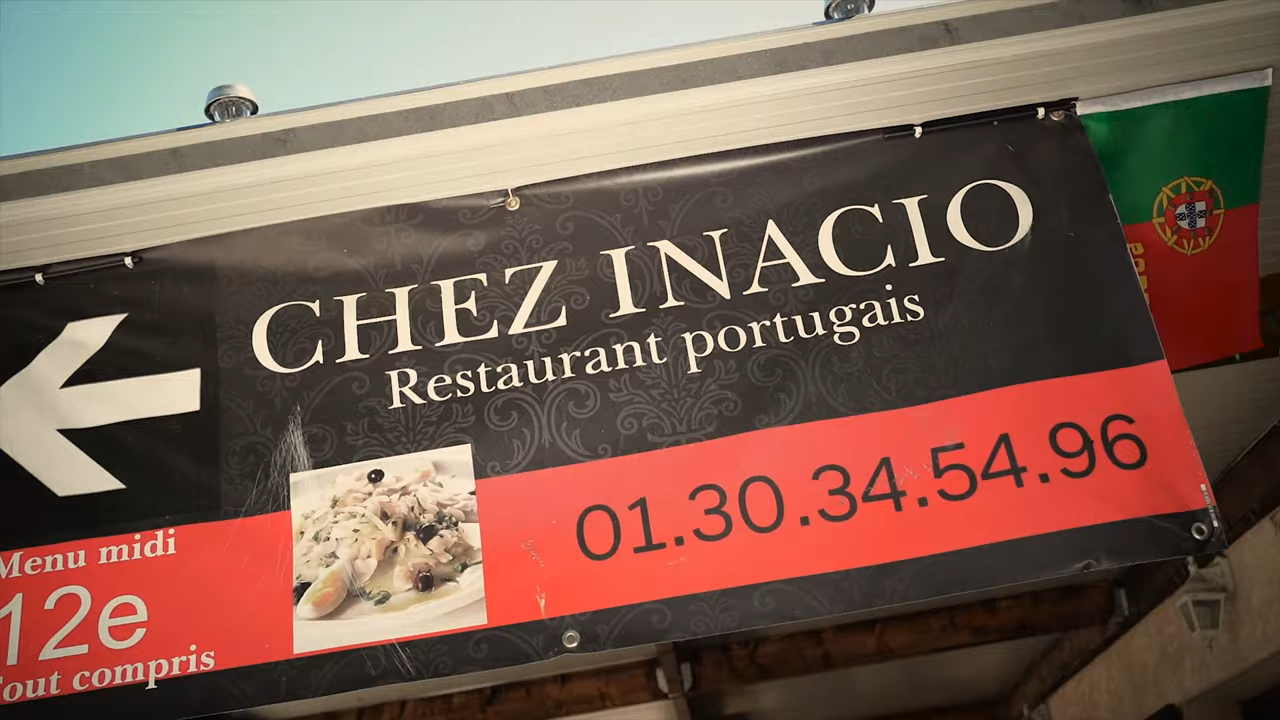 CHEZ INACIO
Restaurant portugais
01.30.34.54.96
Menu midi
12e
Tout compris